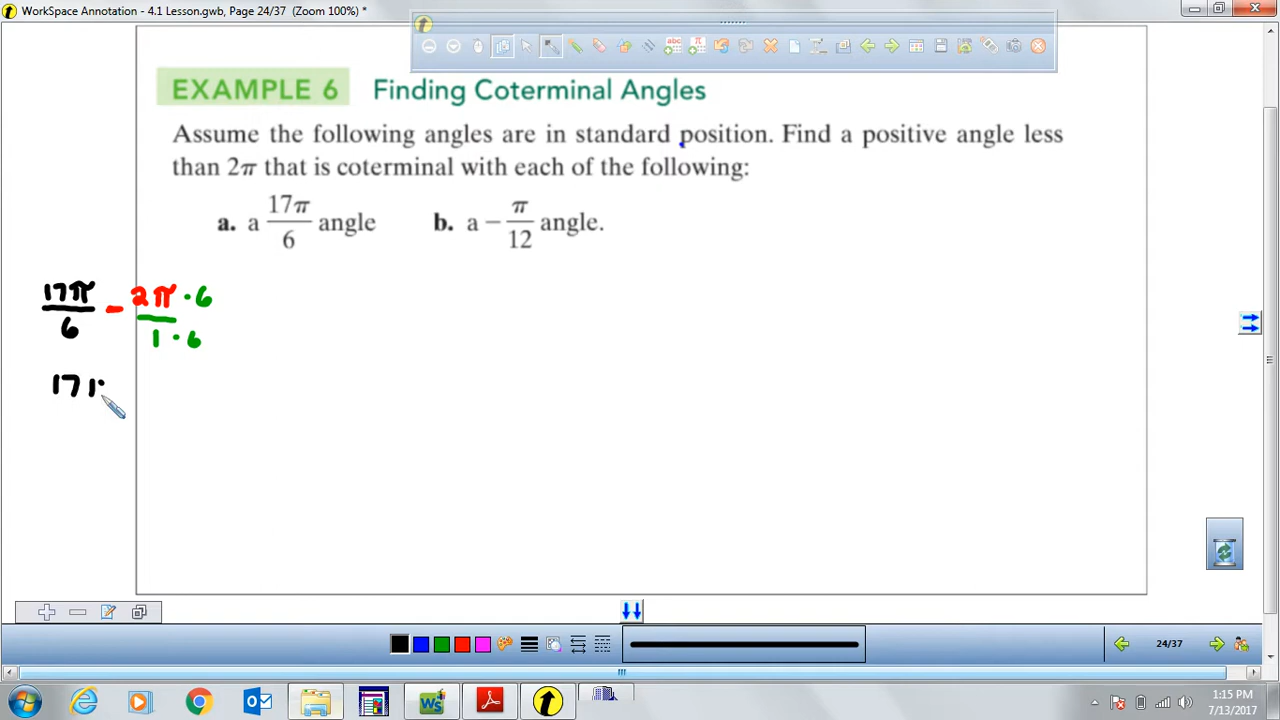 WorkSpace Annotation - 4.1 Lesson.gwb, Page 24/37 (Zoom 100%) *
EXAMPLE 6 Finding Coterminal Angles
Assume the following angles are in standard position. Find a positive angle less
than 2π that is coterminal with each of the following:
a. a 17π/6 angle b. a −π/12 angle.
17π/6 - 2π·6/1·6
17
24/37
1:15 PM
7/13/2017